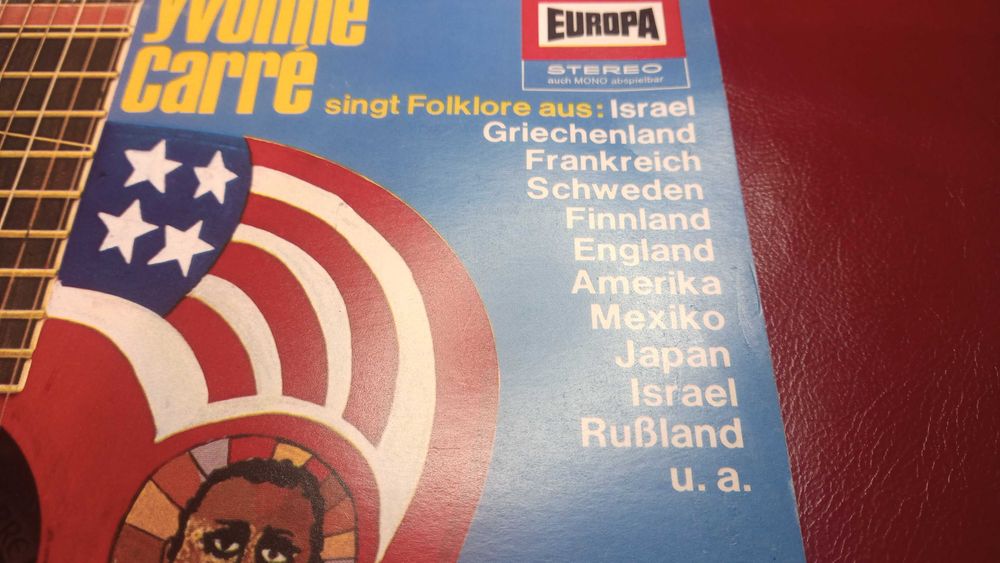 Yvonne
Carré
EUROPA
STEREO
auch MONO abspielbar
singt Folklore aus: Israel
Griechenland
Frankreich
Schweden
Finnland
England
Amerika
Mexiko
Japan
Israel
Rußland
u. a.